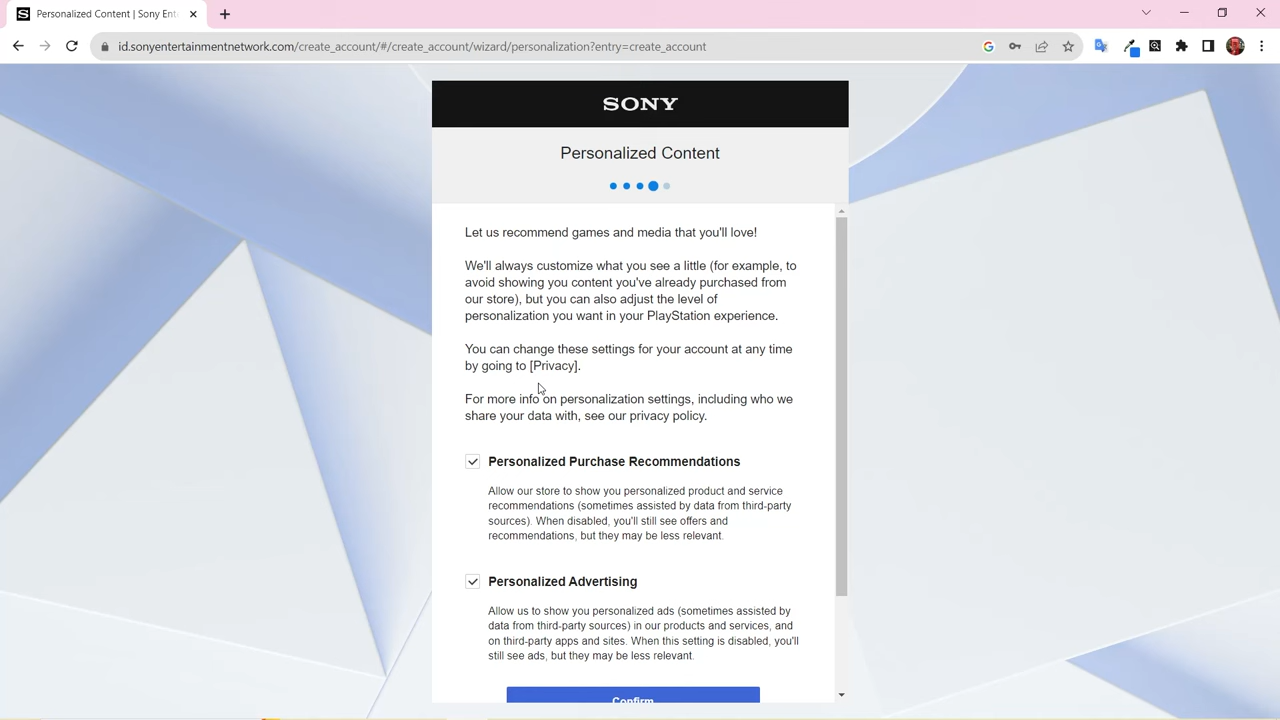 Personalized Content | Sony Ent
id.sonyentertainmentnetwork.com/create_account/#/create_account/wizard/personalization?entry=create_account
SONY
Personalized Content
Let us recommend games and media that you'll love!
We'll always customize what you see a little (for example, to
avoid showing you content you've already purchased from
our store), but you can also adjust the level of
personalization you want in your PlayStation experience.
You can change these settings for your account at any time
by going to [Privacy].
For more info on personalization settings, including who we
share your data with, see our privacy policy.
Personalized Purchase Recommendations
Allow our store to show you personalized product and service
recommendations (sometimes assisted by data from third-party
sources). When disabled, you'll still see offers and
recommendations, but they may be less relevant.
Personalized Advertising
Allow us to show you personalized ads (sometimes assisted by
data from third-party sources) in our products and services, and
on third-party apps and sites. When this setting is disabled, you'll
still see ads, but they may be less relevant.
Confirm